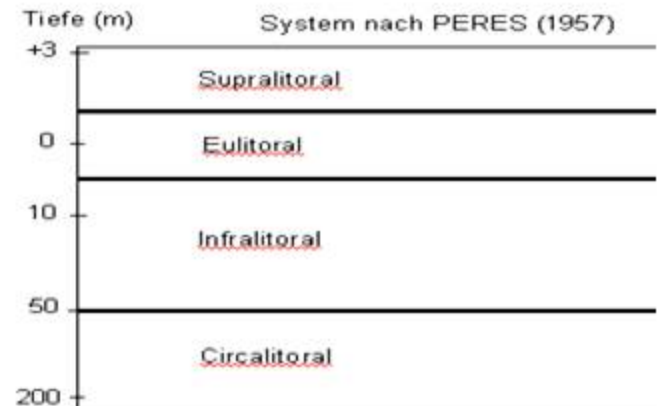 Tiefe (m) System nach PERES (1957)
+3
Supralitoral
0 Eulitoral
10
Infralitoral
50
Circalitoral
200